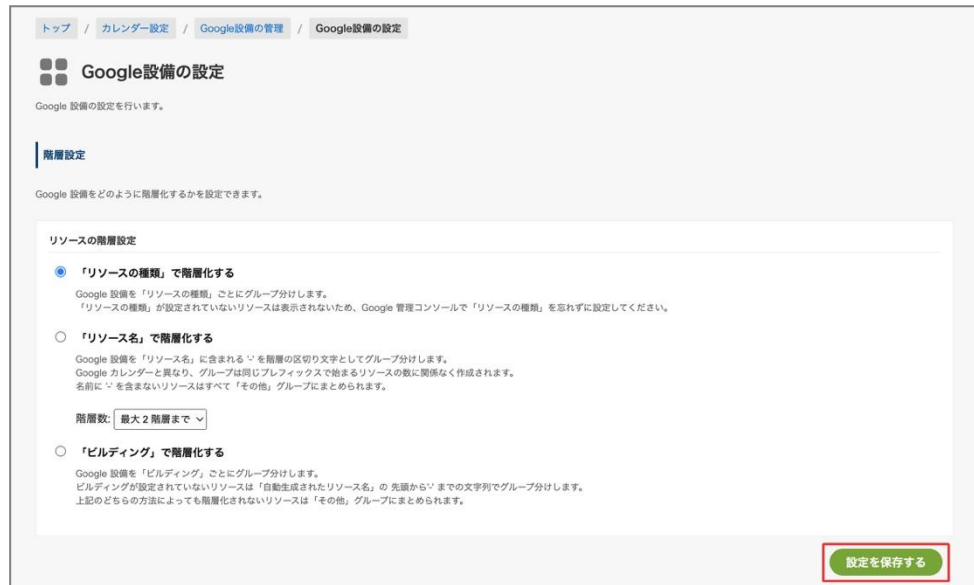 トップ / カレンダー設定 / Google設備の管理 / Google設備の設定
Google設備の設定
Google 設備の設定を行います。
階層設定
Google 設備をどのように階層化するかを設定できます。
リソースの階層設定
「リソースの種類」で階層化する
Google 設備を「リソースの種類」ごとにグループ分けします。
「リソースの種類」が設定されていないリソースは表示されないため、Google 管理コンソールで「リソースの種類」を忘れずに設定してください。
「リソース名」で階層化する
Google 設備を「リソース名」に含まれる '-' を階層の区切り文字としてグループ分けします。
Google カレンダーと異なり、グループは同じプレフィックスで始まるリソースの数に関係なく作成されます。
名前に '-' を含まないリソースはすべて「その他」グループにまとめられます。
階層数: 最大 2 階層まで
「ビルディング」で階層化する
Google 設備を「ビルディング」ごとにグループ分けします。
ビルディングが設定されていないリソースは「自動生成されたリソース名」の 先頭から'-' までの文字列でグループ分けします。
上記のどちらの方法によっても階層化されないリソースは「その他」グループにまとめられます。
設定を保存する